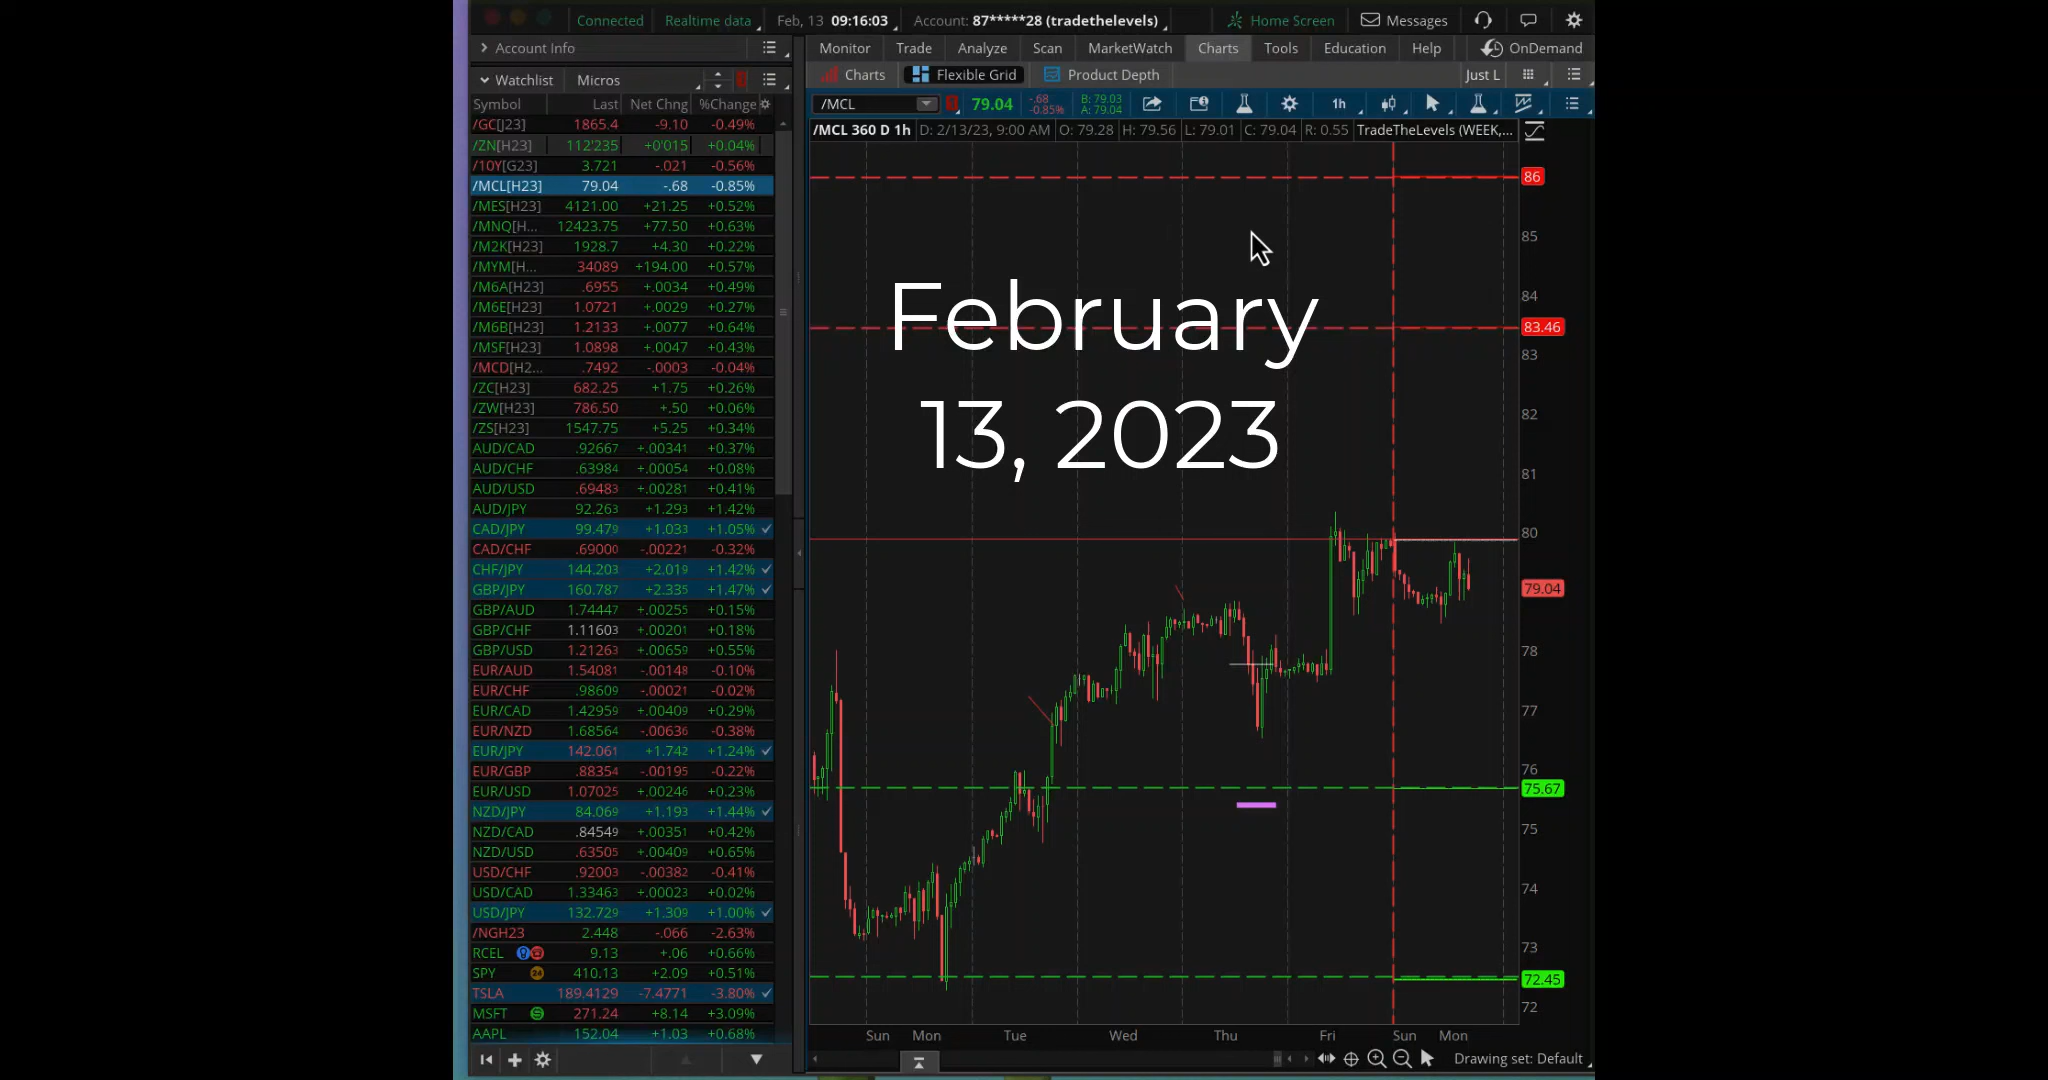 Connected Realtime data Feb, 13 09:16:03 Account: 87*****28 (tradethelevels) Home Screen Messages
Account Info
Monitor Trade Analyze Scan MarketWatch Charts Tools Education Help OnDemand
Watchlist Micros
Charts Flexible Grid Product Depth Just L
Symbol Last Net Chng %Change
/MCL 79.04 -.68 -0.85% B: 79.03 A: 79.04 1h
/MCL 360 D 1h D: 2/13/23, 9:00 AM O: 79.28 H: 79.56 L: 79.01 C: 79.04 R: 0.55 TradeTheLevels (WEEK,...
/GC[J23] 1865.4 -9.10 -0.49%
/ZN[H23] 112'235 +0'015 +0.04%
/10Y[G23] 3.721 -.021 -0.56%
/MCL[H23] 79.04 -.68 -0.85%
/MES[H23] 4121.00 +21.25 +0.52%
/MNQ[H... 12423.75 +77.50 +0.63%
/M2K[H23] 1928.7 +4.30 +0.22%
/MYM[H... 34089 +194.00 +0.57%
/M6A[H23] .6955 +.0034 +0.49%
/M6E[H23] 1.0721 +.0029 +0.27%
/M6B[H23] 1.2133 +.0077 +0.64%
/MSF[H23] 1.0898 +.0047 +0.43%
/MCD[H2... .7492 -.0003 -0.04%
/ZC[H23] 682.25 +1.75 +0.26%
/ZW[H23] 786.50 +.50 +0.06%
/ZS[H23] 1547.75 +5.25 +0.34%
AUD/CAD .92667 +.00341 +0.37%
AUD/CHF .63984 +.00054 +0.08%
AUD/USD .69483 +.00281 +0.41%
AUD/JPY 92.263 +1.293 +1.42%
CAD/JPY 99.479 +1.033 +1.05%
CAD/CHF .69000 -.00221 -0.32%
CHF/JPY 144.203 +2.019 +1.42%
GBP/JPY 160.787 +2.335 +1.47%
GBP/AUD 1.74447 +.00255 +0.15%
GBP/CHF 1.11603 +.00201 +0.18%
GBP/USD 1.21263 +.00659 +0.55%
EUR/AUD 1.54081 -.00148 -0.10%
EUR/CHF .98609 -.00021 -0.02%
EUR/CAD 1.42959 +.00409 +0.29%
EUR/NZD 1.68564 -.00636 -0.38%
EUR/JPY 142.061 +1.742 +1.24%
EUR/GBP .88354 -.00195 -0.22%
EUR/USD 1.07025 +.00246 +0.23%
NZD/JPY 84.069 +1.193 +1.44%
NZD/CAD .84549 +.00351 +0.42%
NZD/USD .63505 +.00409 +0.65%
USD/CHF .92003 -.00382 -0.41%
USD/CAD 1.33463 +.00023 +0.02%
USD/JPY 132.729 +1.309 +1.00%
/NGH23 2.448 -.066 -2.63%
RCEL 9.13 +.06 +0.66%
SPY 24 410.13 +2.09 +0.51%
TSLA 189.4129 -7.4771 -3.80%
MSFT 271.24 +8.14 +3.09%
AAPL 152.04 +1.03 +0.68%
February
13, 2023
86
85
84
83.46
83
82
81
80
79.04
78
77
76
75.67
75
74
73
72.45
72
Sun Mon Tue Wed Thu Fri Sun Mon
Drawing set: Default